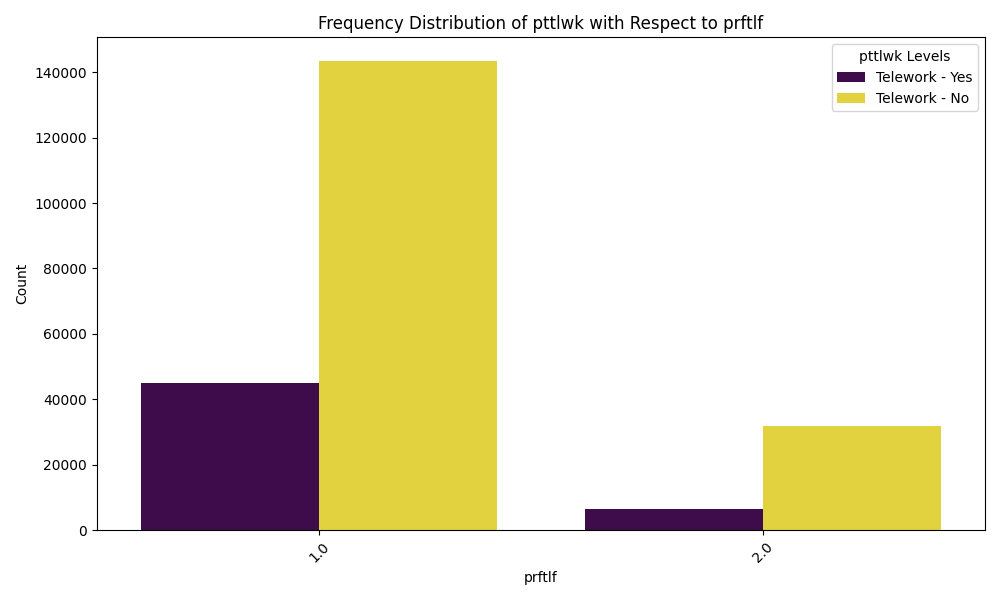 Frequency Distribution of pttlwk with Respect to prftlf
pttlwk Levels
Telework - Yes
Telework - No
140000
120000
100000
80000
60000
40000
20000
0
Count
1.0
2.0
prftlf